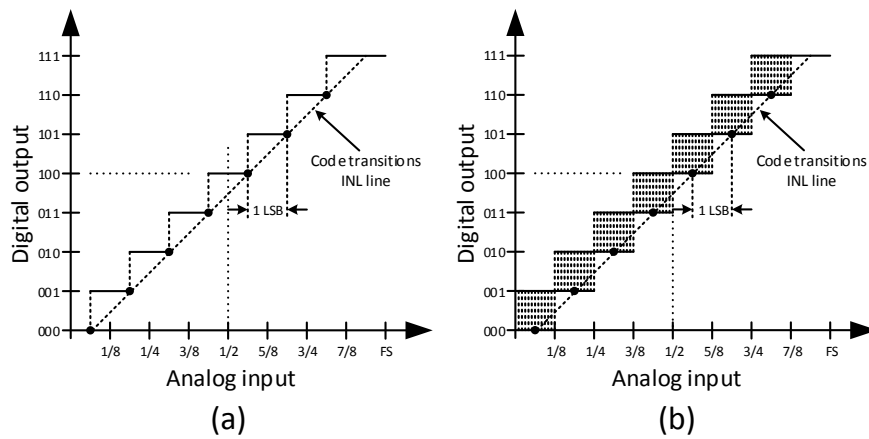 111
110
101
100
011
010
001
000
Digital output
Code transitions
INL line
1 LSB
1/8 1/4 3/8 1/2 5/8 3/4 7/8 FS
Analog input
(a)
111
110
101
100
011
010
001
000
Digital output
Code transitions
INL line
1 LSB
1/8 1/4 3/8 1/2 5/8 3/4 7/8 FS
Analog input
(b)